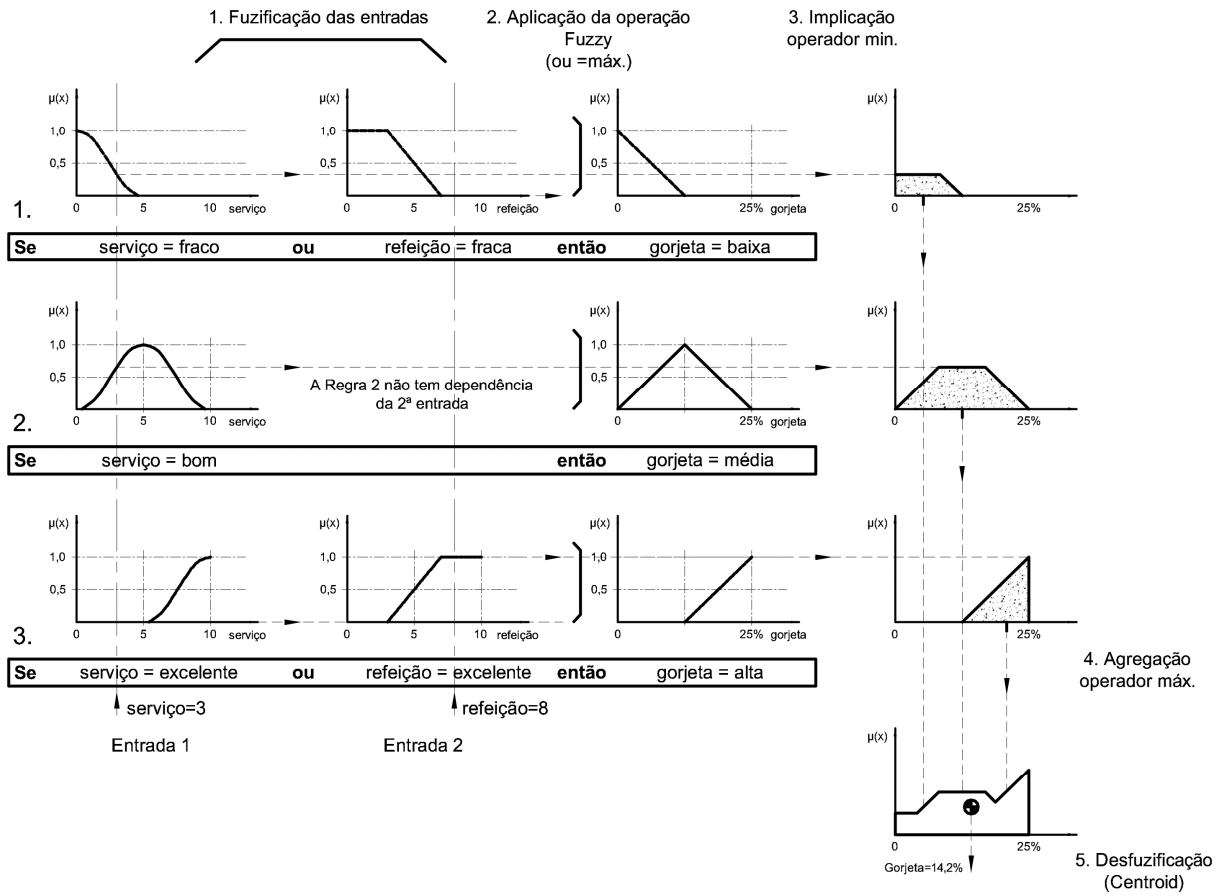 1. Fuzificação das entradas
2. Aplicação da operação
Fuzzy
(ou =máx.)
3. Implicação
operador min.
μ(x)
1,0
0,5
0
5
10
serviço
μ(x)
1,0
0,5
0
5
10
refeição
μ(x)
1,0
0,5
0
25%
gorjeta
μ(x)
0
25%
1.
Se serviço = fraco ou refeição = fraca então gorjeta = baixa
μ(x)
1,0
0,5
0
5
10
serviço
A Regra 2 não tem dependência
da 2ª entrada
μ(x)
1,0
0,5
0
25%
gorjeta
μ(x)
0
25%
2.
Se serviço = bom então gorjeta = média
μ(x)
1,0
0,5
0
5
10
serviço
μ(x)
1,0
0,5
0
5
10
refeição
μ(x)
1,0
0,5
0
25%
gorjeta
μ(x)
0
25%
3.
Se serviço = excelente ou refeição = excelente então gorjeta = alta
4. Agregação
operador máx.
serviço=3
refeição=8
Entrada 1
Entrada 2
μ(x)
0
25%
Gorjeta=14,2%
5. Desfuzificação
(Centroid)